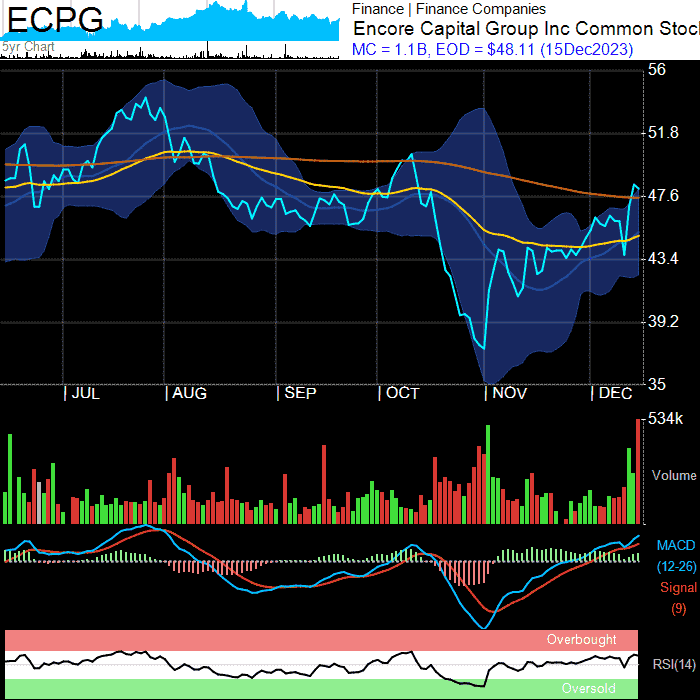 ECPG
5yr Chart
Finance | Finance Companies
Encore Capital Group Inc Common Stoc
MC = 1.1B, EOD = $48.11 (15Dec2023)
56
51.8
47.6
43.4
39.2
35
| JUL | AUG | SEP | OCT | NOV | DEC
534k
Volume
MACD
(12-26)
Signal
(9)
Overbought
RSI(14)
Oversold